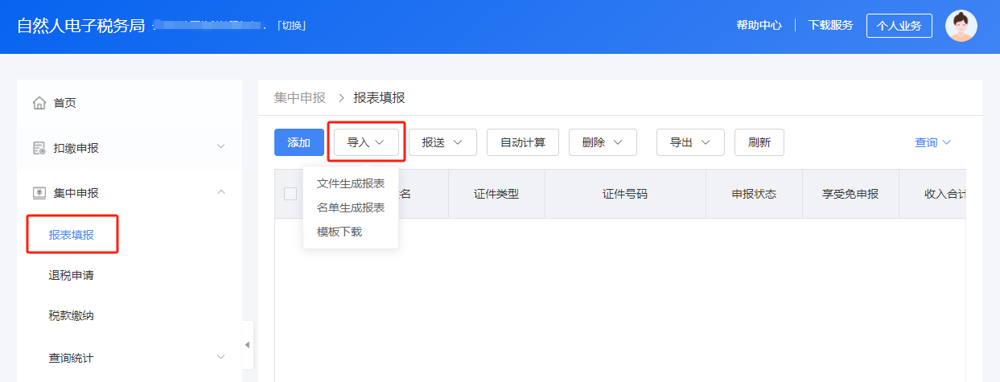 自然人电子税务局 [切换] 帮助中心 下载服务 个人业务
首页
扣缴申报
集中申报
报表填报
退税申请
税款缴纳
查询统计
集中申报 > 报表填报
添加 导入 报送 自动计算 删除 导出 刷新 查询
文件生成报表
名单生成报表
模板下载
名 证件类型 证件号码 申报状态 享受免申报 收入合计